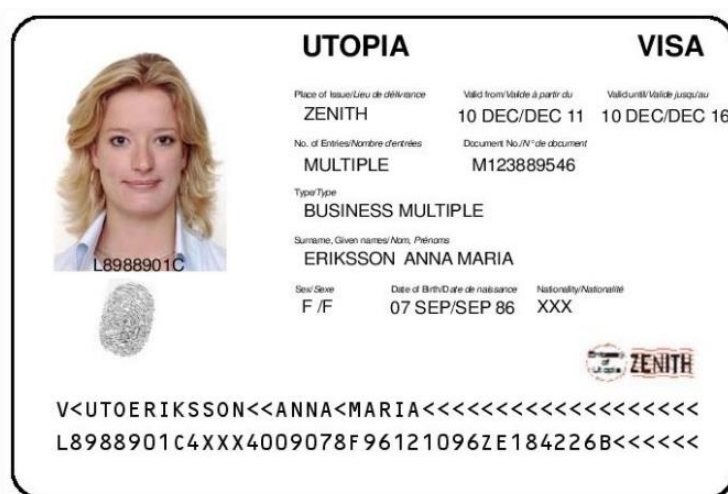 UTOPIA VISA
Place of Issue/Lieu de délivrance Valid from/Valide à partir du Valid until/Valide jusqu'au
ZENITH 10 DEC/DEC 11 10 DEC/DEC 16
No. of Entries/Nombre d'entrées Document No./N° de document
MULTIPLE M123889546
Type/Type
BUSINESS MULTIPLE
Surname, Given names/Nom, Prénoms
ERIKSSON ANNA MARIA
L8988901C
Sex/Sexe Date of Birth/Date de naissance Nationality/Nationalité
F /F 07 SEP/SEP 86 XXX
Embassy of Utopia ZENITH
V<UTOERIKSSON<<ANNA<MARIA<<<<<<<<<<<<<<<<<<<
L8988901C4XXX4009078F96121096ZE184226B<<<<<<